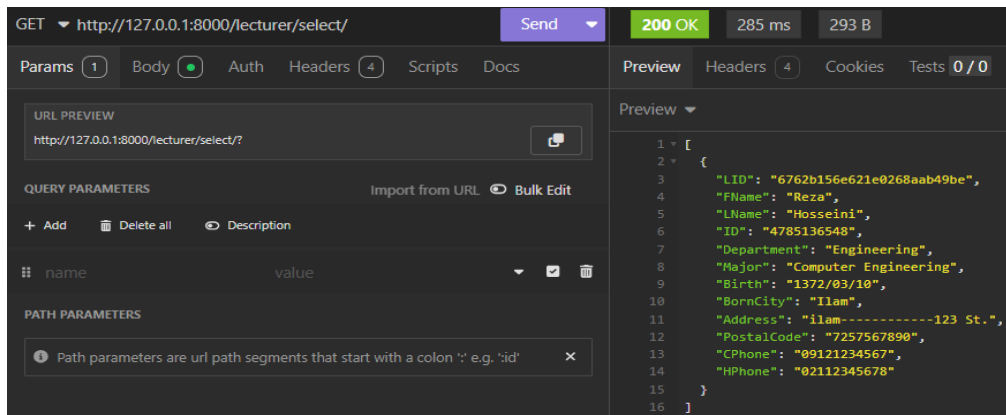 GET http://127.0.0.1:8000/lecturer/select/ Send
Params 1 Body Auth Headers 4 Scripts Docs
URL PREVIEW
http://127.0.0.1:8000/lecturer/select/?
QUERY PARAMETERS Import from URL Bulk Edit
+ Add Delete all Description
name value
PATH PARAMETERS
Path parameters are url path segments that start with a colon ':' e.g. ':id'
200 OK 285 ms 293 B
Preview Headers 4 Cookies Tests 0 / 0
Preview
1 [
2 {
3 "LID": "6762b156e621e0268aab49be",
4 "FName": "Reza",
5 "LName": "Hosseini",
6 "ID": "4785136548",
7 "Department": "Engineering",
8 "Major": "Computer Engineering",
9 "Birth": "1372/03/10",
10 "BornCity": "Ilam",
11 "Address": "ilam------------123 St.",
12 "PostalCode": "7257567890",
13 "CPhone": "09121234567",
14 "HPhone": "02112345678"
15 }
16 ]